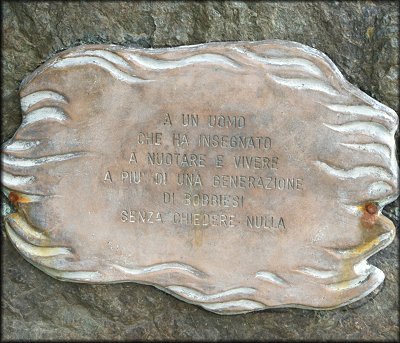 A UN UOMO
CHE HA INSEGNATO
A NUOTARE E VIVERE
A PIU' DI UNA GENERAZIONE
DI BOBBIESI
SENZA CHIEDERE NULLA